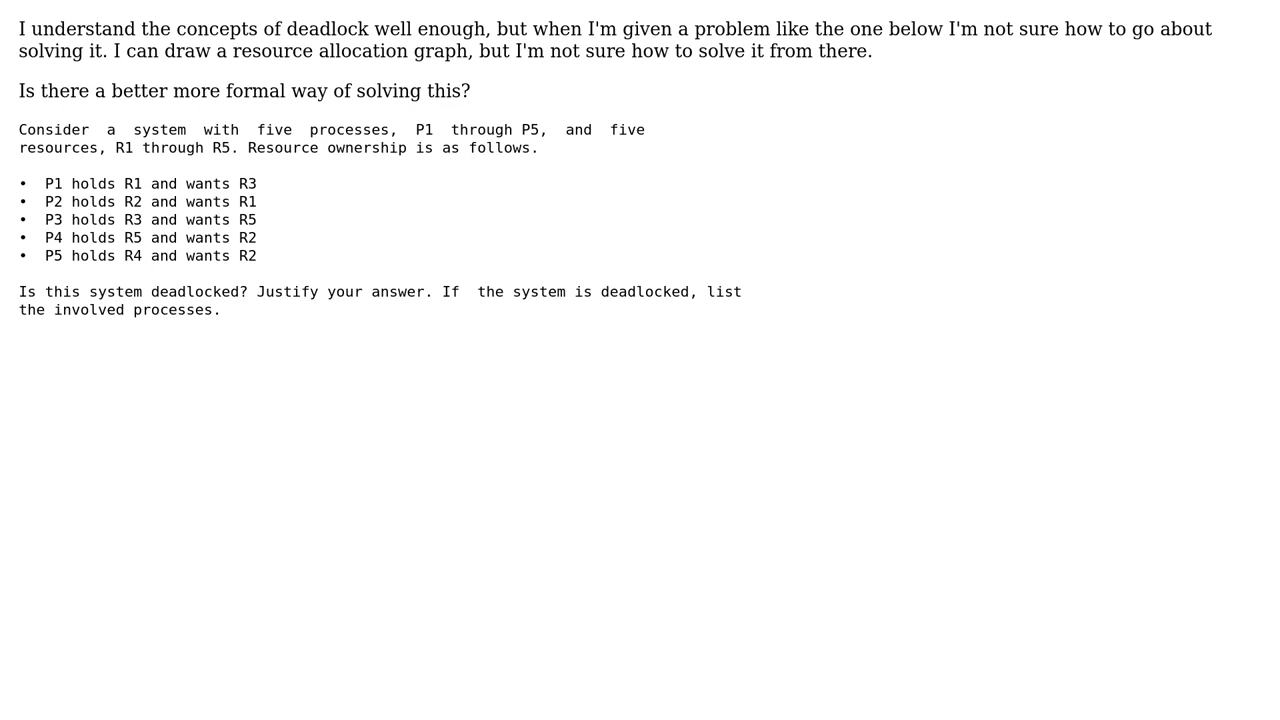 I understand the concepts of deadlock well enough, but when I'm given a problem like the one below I'm not sure how to go about
solving it. I can draw a resource allocation graph, but I'm not sure how to solve it from there.
Is there a better more formal way of solving this?
Consider  a  system  with  five  processes,  P1  through P5,  and  five
resources, R1 through R5. Resource ownership is as follows.
•  P1 holds R1 and wants R3
•  P2 holds R2 and wants R1
•  P3 holds R3 and wants R5
•  P4 holds R5 and wants R2
•  P5 holds R4 and wants R2
Is this system deadlocked? Justify your answer. If  the system is deadlocked, list
the involved processes.